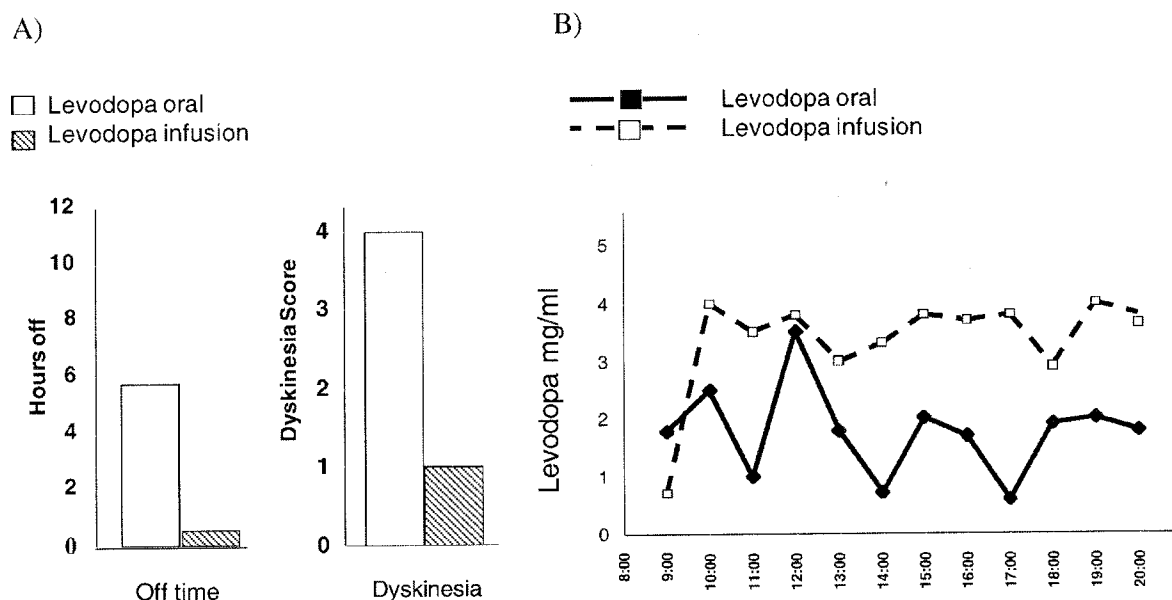 A)
Levodopa oral
Levodopa infusion
Hours off
12
10
8
6
4
2
0
Off time
Dyskinesia Score
4
3
2
1
0
Dyskinesia
B)
Levodopa oral
Levodopa infusion
Levodopa mg/ml
5
4
3
2
1
0
8:00
9:00
10:00
11:00
12:00
13:00
14:00
15:00
16:00
17:00
18:00
19:00
20:00